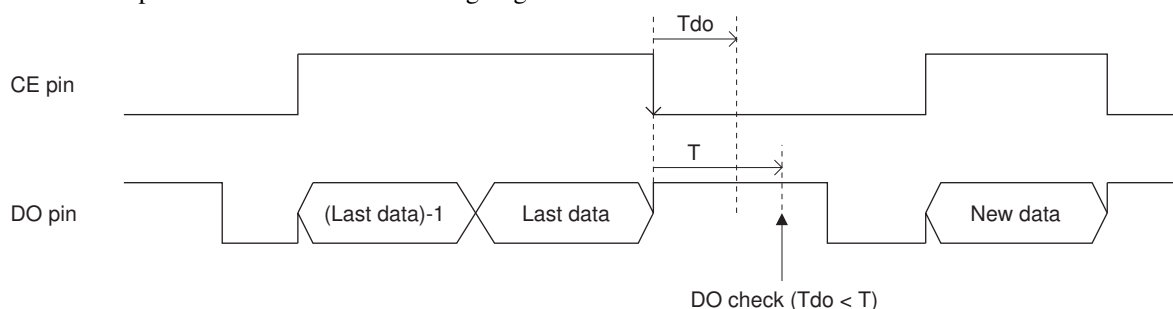 Tdo
CE pin
T
DO pin
(Last data)-1
Last data
New data
DO check (Tdo < T)